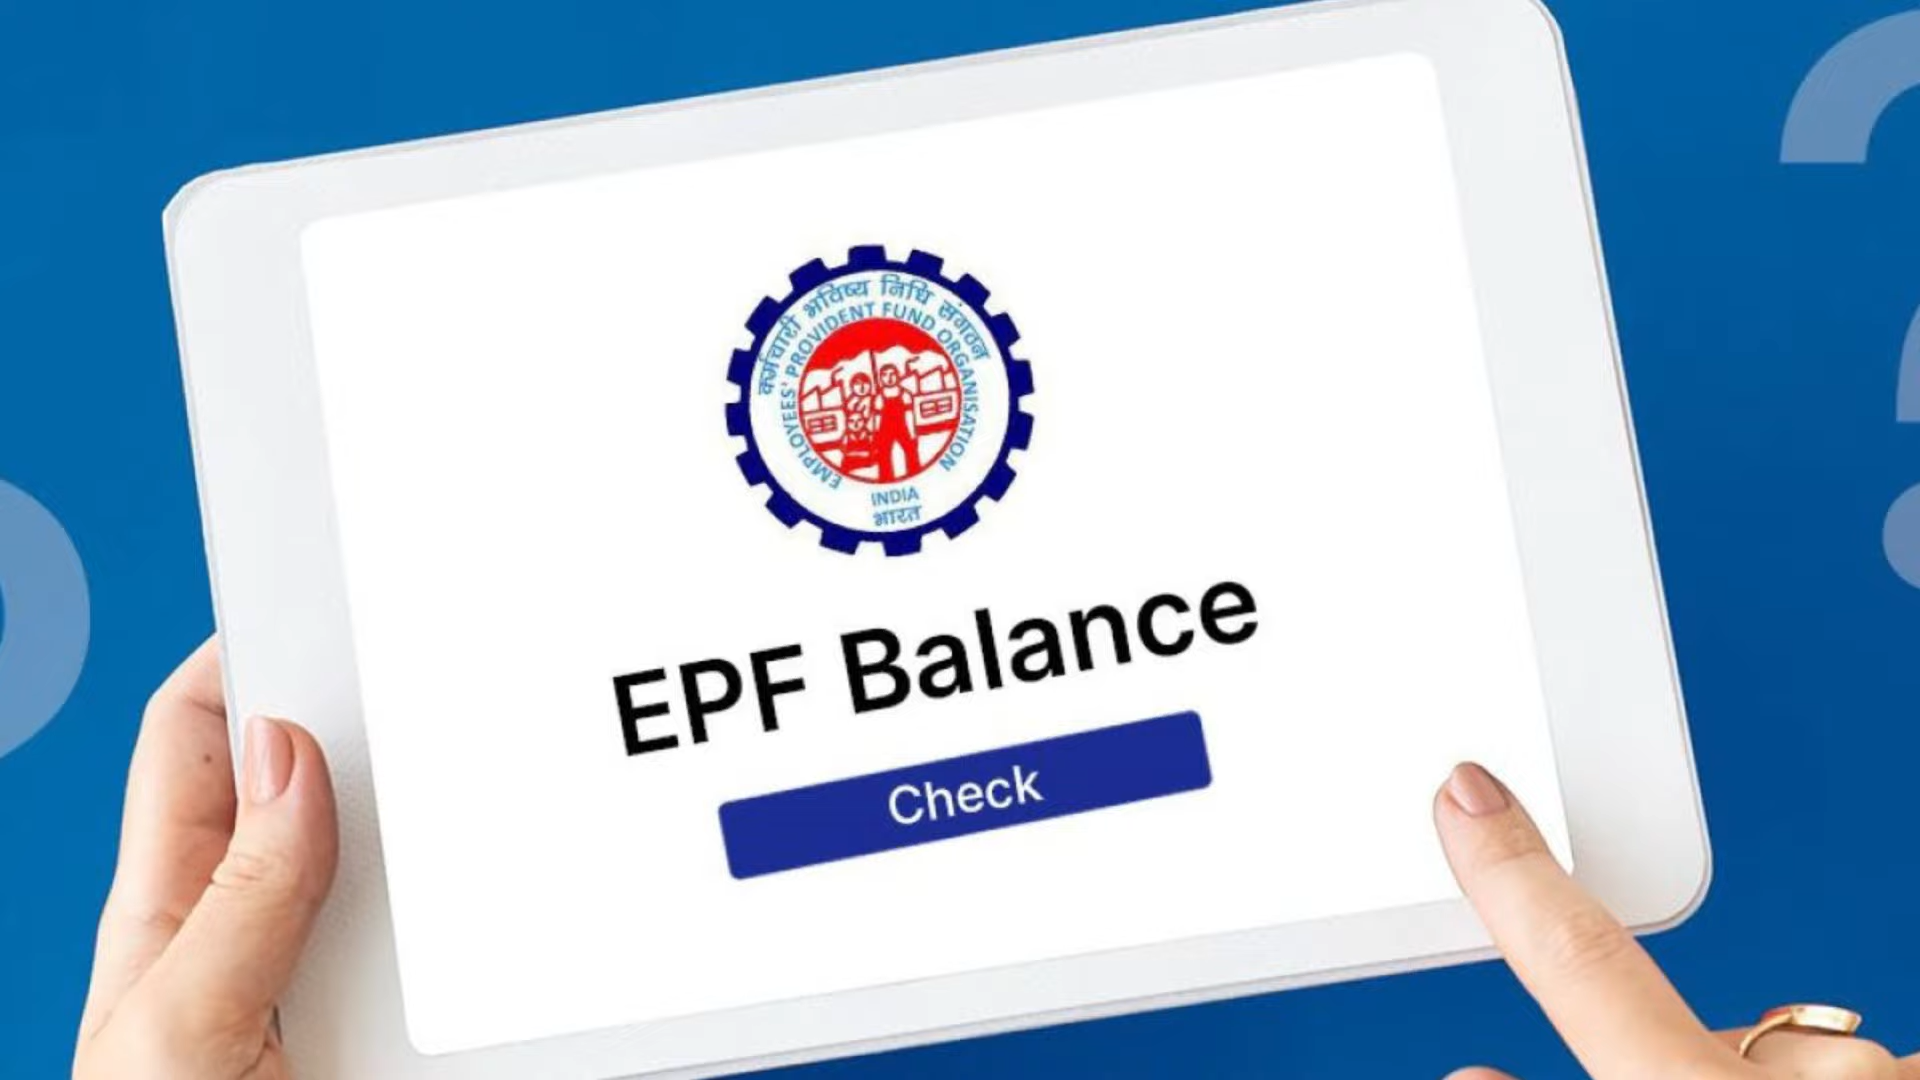 कर्मचारी भविष्य निधि संगठन
EMPLOYEES' PROVIDENT FUND ORGANISATION
INDIA
भारत
EPF Balance
Check